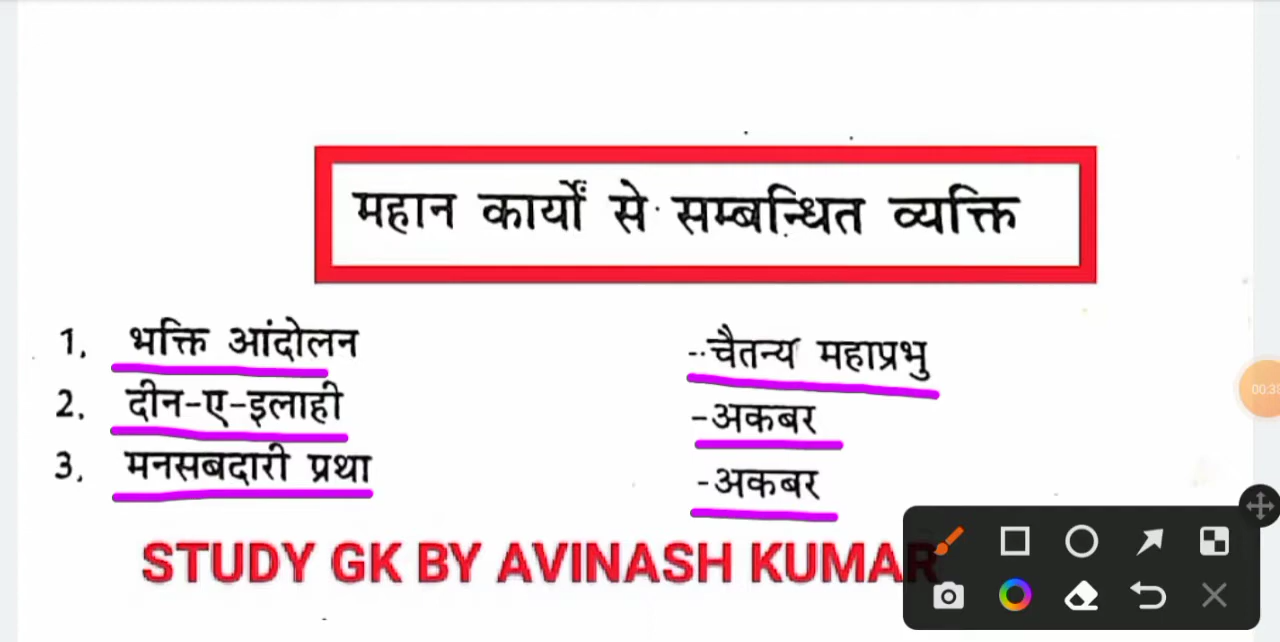 महान कार्यों से सम्बन्धित व्यक्ति
1. भक्ति आंदोलन --चैतन्य महाप्रभु
2. दीन-ए-इलाही -अकबर
3. मनसबदारी प्रथा -अकबर
STUDY GK BY AVINASH KUMAR